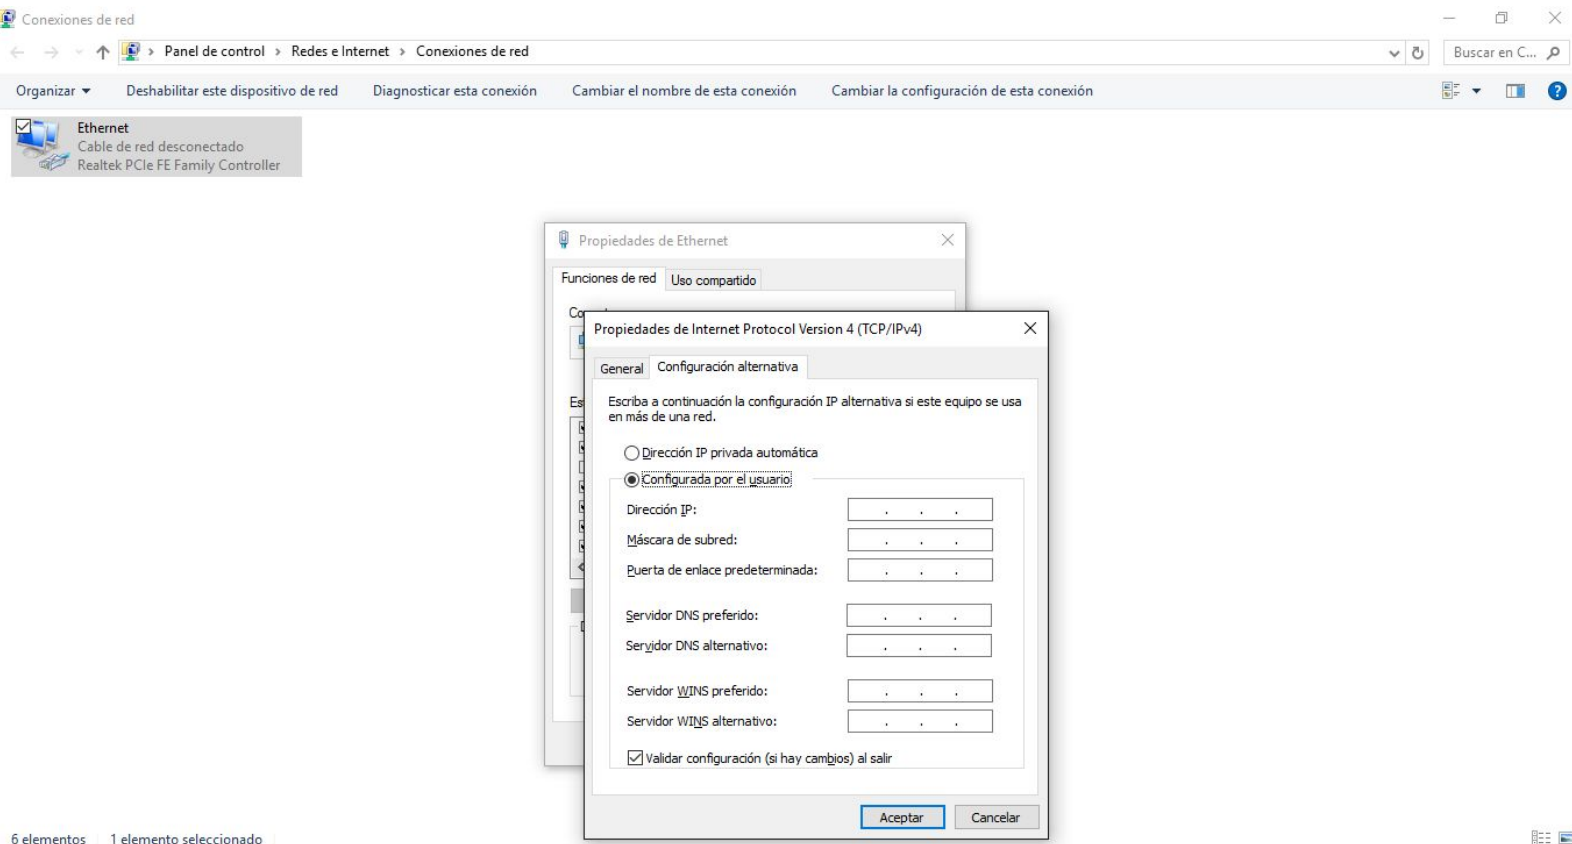 Conexiones de red
Panel de control > Redes e Internet > Conexiones de red
Buscar en C...
Organizar
Deshabilitar este dispositivo de red
Diagnosticar esta conexión
Cambiar el nombre de esta conexión
Cambiar la configuración de esta conexión
Ethernet
Cable de red desconectado
Realtek PCIe FE Family Controller
Propiedades de Ethernet
Funciones de red
Uso compartido
Propiedades de Internet Protocol Version 4 (TCP/IPv4)
General
Configuración alternativa
Escriba a continuación la configuración IP alternativa si este equipo se usa
en más de una red.
Dirección IP privada automática
Configurada por el usuario
Dirección IP:
Máscara de subred:
Puerta de enlace predeterminada:
Servidor DNS preferido:
Servidor DNS alternativo:
Servidor WINS preferido:
Servidor WINS alternativo:
Validar configuración (si hay cambios) al salir
Aceptar
Cancelar
6 elementos
1 elemento seleccionado